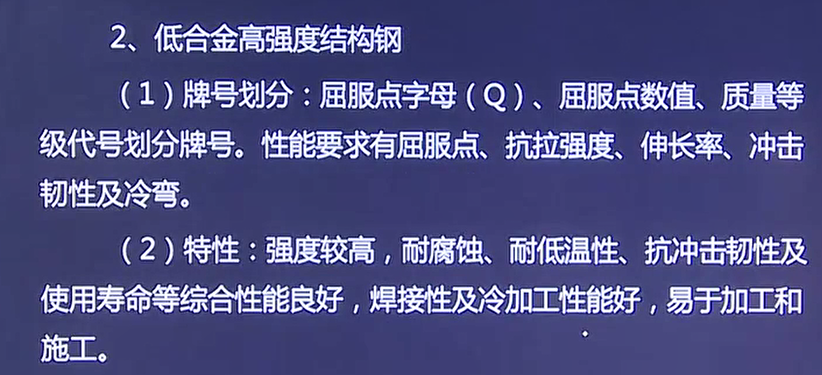 2、低合金高强度结构钢
（1）牌号划分：屈服点字母（Q）、屈服点数值、质量等
级代号划分牌号。性能要求有屈服点、抗拉强度、伸长率、冲击
韧性及冷弯。
（2）特性：强度较高，耐腐蚀、耐低温性、抗冲击韧性及
使用寿命等综合性能良好，焊接性及冷加工性能好，易于加工和
施工。